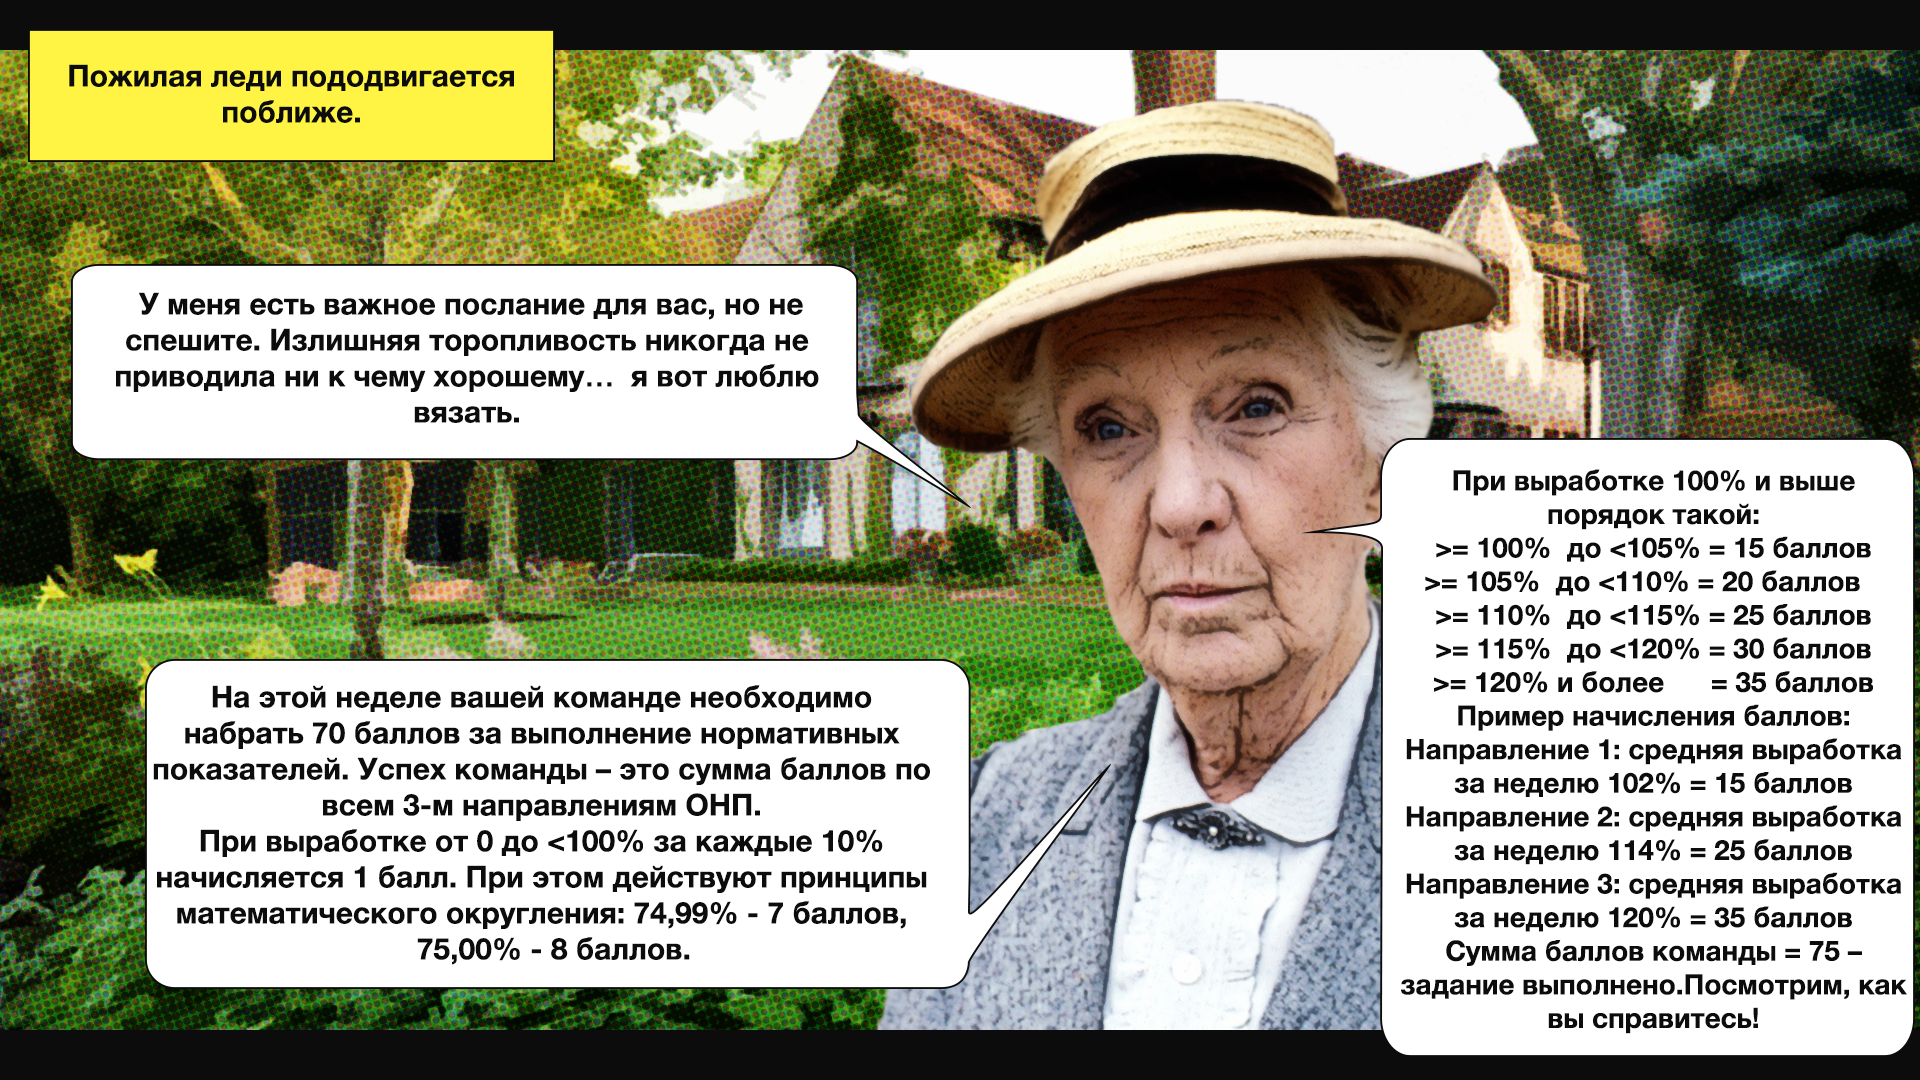 Пожилая леди пододвигается
поближе.
У меня есть важное послание для вас, но не
спешите. Излишняя торопливость никогда не
приводила ни к чему хорошему… я вот люблю
вязать.
На этой неделе вашей команде необходимо
набрать 70 баллов за выполнение нормативных
показателей. Успех команды – это сумма баллов по
всем 3-м направлениям ОНП.
При выработке от 0 до <100% за каждые 10%
начисляется 1 балл. При этом действуют принципы
математического округления: 74,99% - 7 баллов,
75,00% - 8 баллов.
При выработке 100% и выше
порядок такой:
>= 100% до <105% = 15 баллов
>= 105% до <110% = 20 баллов
>= 110% до <115% = 25 баллов
>= 115% до <120% = 30 баллов
>= 120% и более = 35 баллов
Пример начисления баллов:
Направление 1: средняя выработка
за неделю 102% = 15 баллов
Направление 2: средняя выработка
за неделю 114% = 25 баллов
Направление 3: средняя выработка
за неделю 120% = 35 баллов
Сумма баллов команды = 75 –
задание выполнено.Посмотрим, как
вы справитесь!